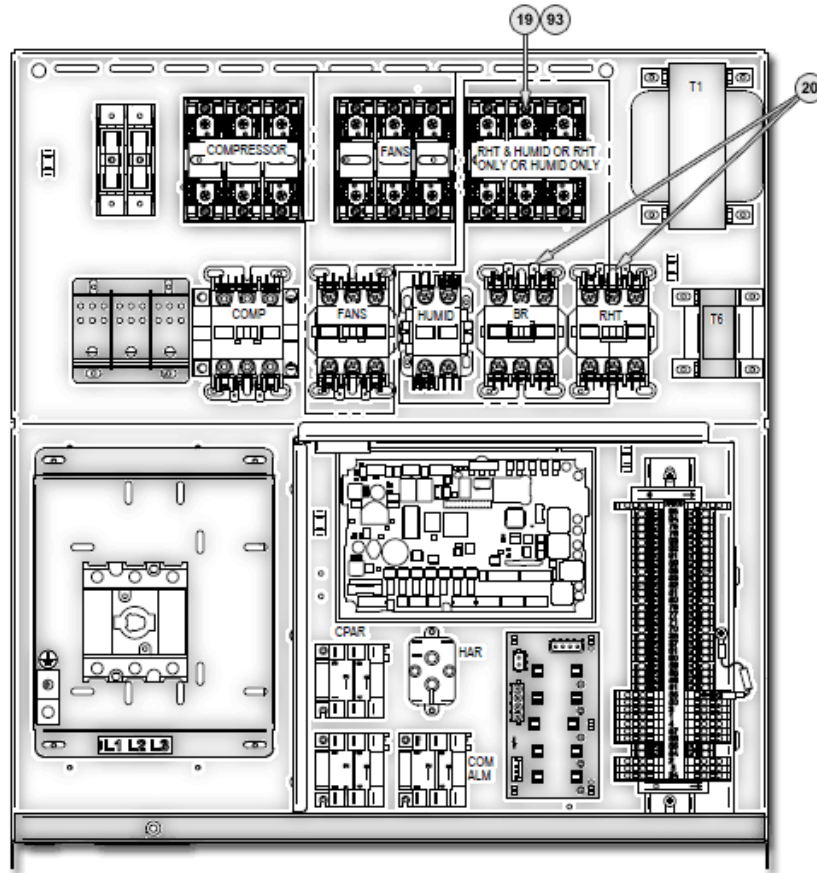 19 93
T1
20
COMPRESSOR
FANS
RHT & HUMID OR RHT
ONLY OR HUMID ONLY
COMP
FANS
HUMID
BR
RHT
T6
CPAR
HAR
COM
ALM
L1 L2 L3